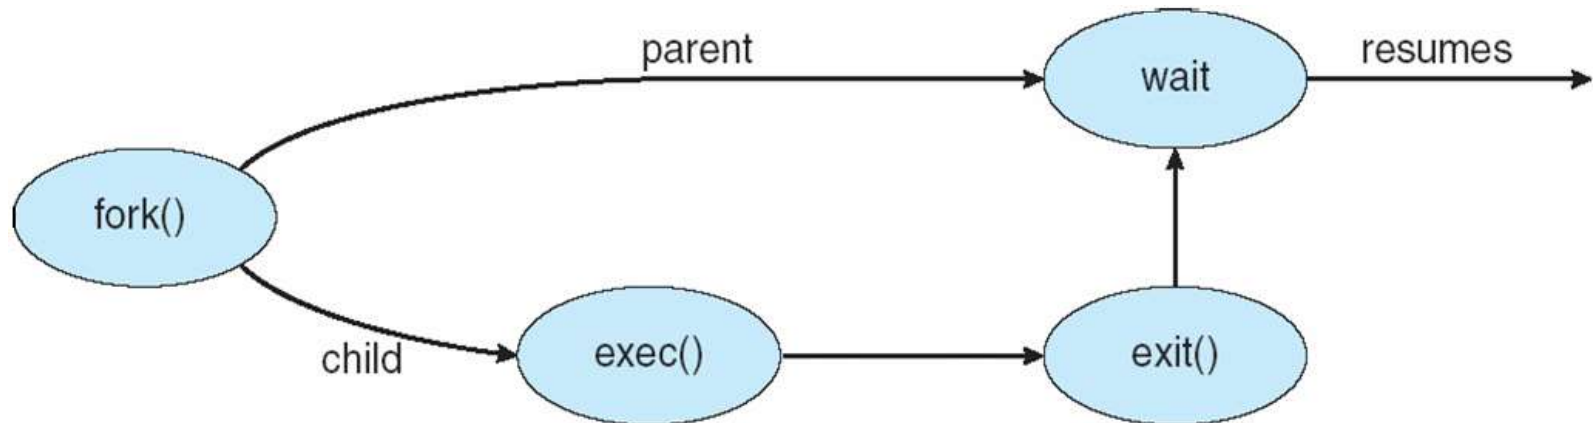 parent
wait
resumes
fork()
child
exec()
exit()